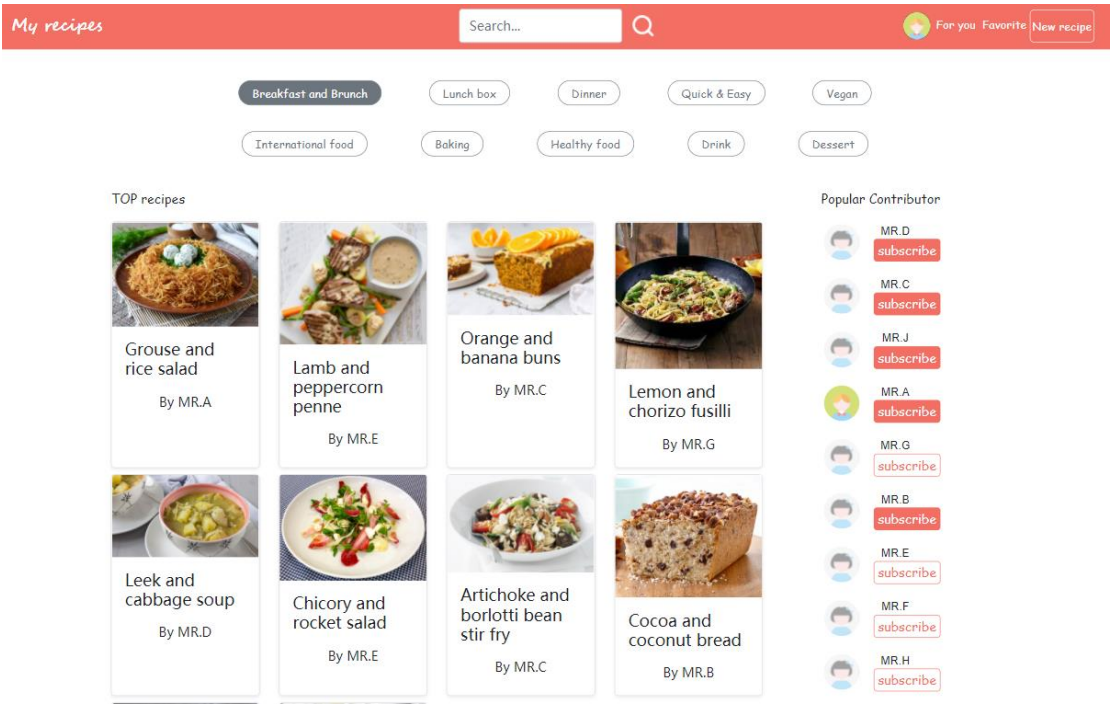 My recipes
Search...
For you Favorite New recipe
Breakfast and Brunch
Lunch box
Dinner
Quick & Easy
Vegan
International food
Baking
Healthy food
Drink
Dessert
TOP recipes
Grouse and
rice salad
By MR.A
Lamb and
peppercorn
penne
By MR.E
Orange and
banana buns
By MR.C
Lemon and
chorizo fusilli
By MR.G
Leek and
cabbage soup
By MR.D
Chicory and
rocket salad
By MR.E
Artichoke and
borlotti bean
stir fry
By MR.C
Cocoa and
coconut bread
By MR.B
Popular Contributor
MR.D
subscribe
MR.C
subscribe
MR.J
subscribe
MR.A
subscribe
MR.G
subscribe
MR.B
subscribe
MR.E
subscribe
MR.F
subscribe
MR.H
subscribe